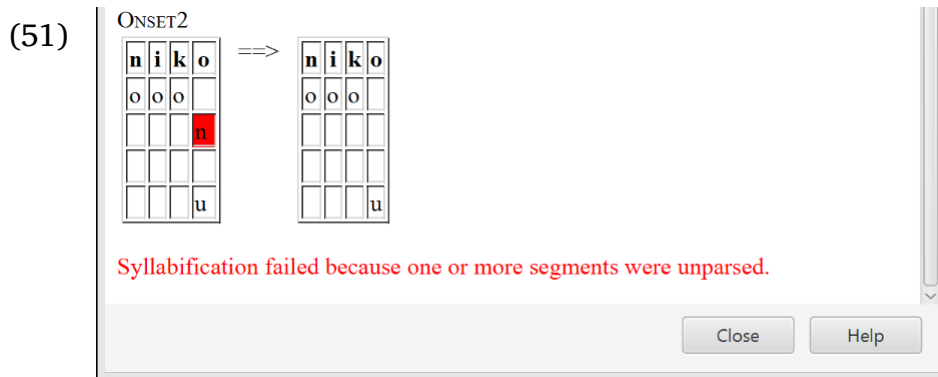 (51)
ONSET2
n i k o ==> n i k o
o o o o o o
n
u u
Syllabification failed because one or more segments were unparsed.
Close Help